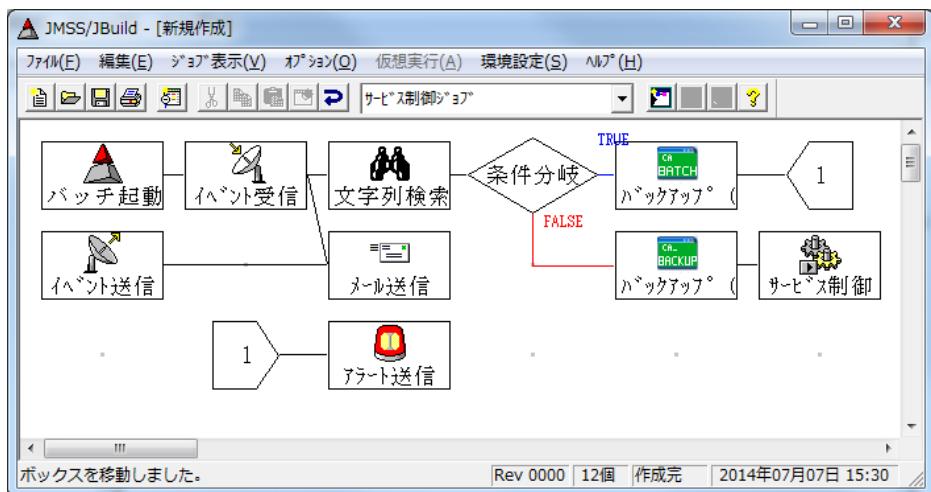 JMSS/JBuild - [新規作成]
ﾌｧｲﾙ(F) 編集(E) ｼﾞｮﾌﾞ表示(V) ｵﾌﾟｼｮﾝ(O) 仮想実行(A) 環境設定(S) ﾍﾙﾌﾟ(H)
ｻｰﾋﾞｽ制御ｼﾞｮﾌﾞ
TRUE
CA BATCH
バッチ起動 ｲﾍﾞﾝﾄ受信 文字列検索 条件分岐 ﾊﾞｯｸｱｯﾌﾟ ( 1
FALSE
CA_ BACKUP
ｲﾍﾞﾝﾄ送信 ﾒｰﾙ送信 ﾊﾞｯｸｱｯﾌﾟ ( ｻｰﾋﾞｽ制御
1
ｱﾗｰﾄ送信
ボックスを移動しました。 Rev 0000 12個 作成完 2014年07月07日 15:30